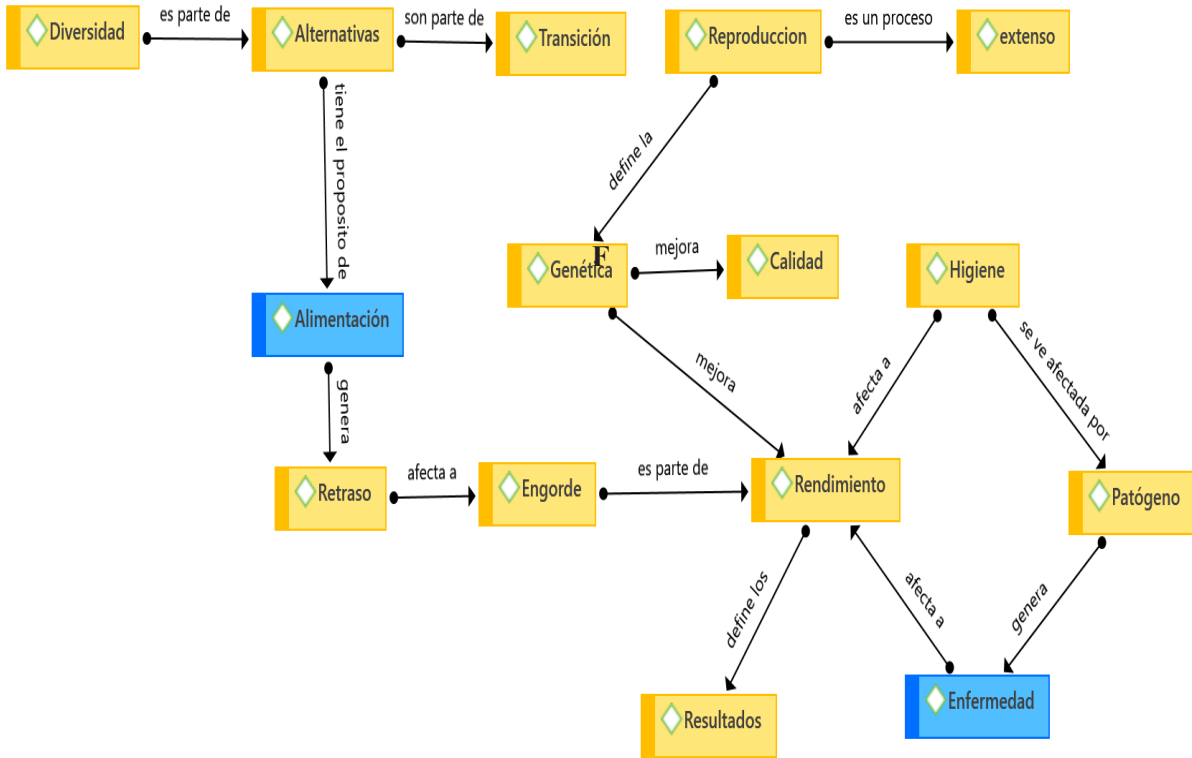 Diversidad
es parte de
Alternativas
son parte de
Transición
Reproduccion
es un proceso
extenso
tiene el proposito de
define la
F
Genética
mejora
Calidad
Higiene
Alimentación
mejora
afecta a
se ve afectada por
genera
Retraso
afecta a
Engorde
es parte de
Rendimiento
Patógeno
define los
afecta a
genera
Resultados
Enfermedad